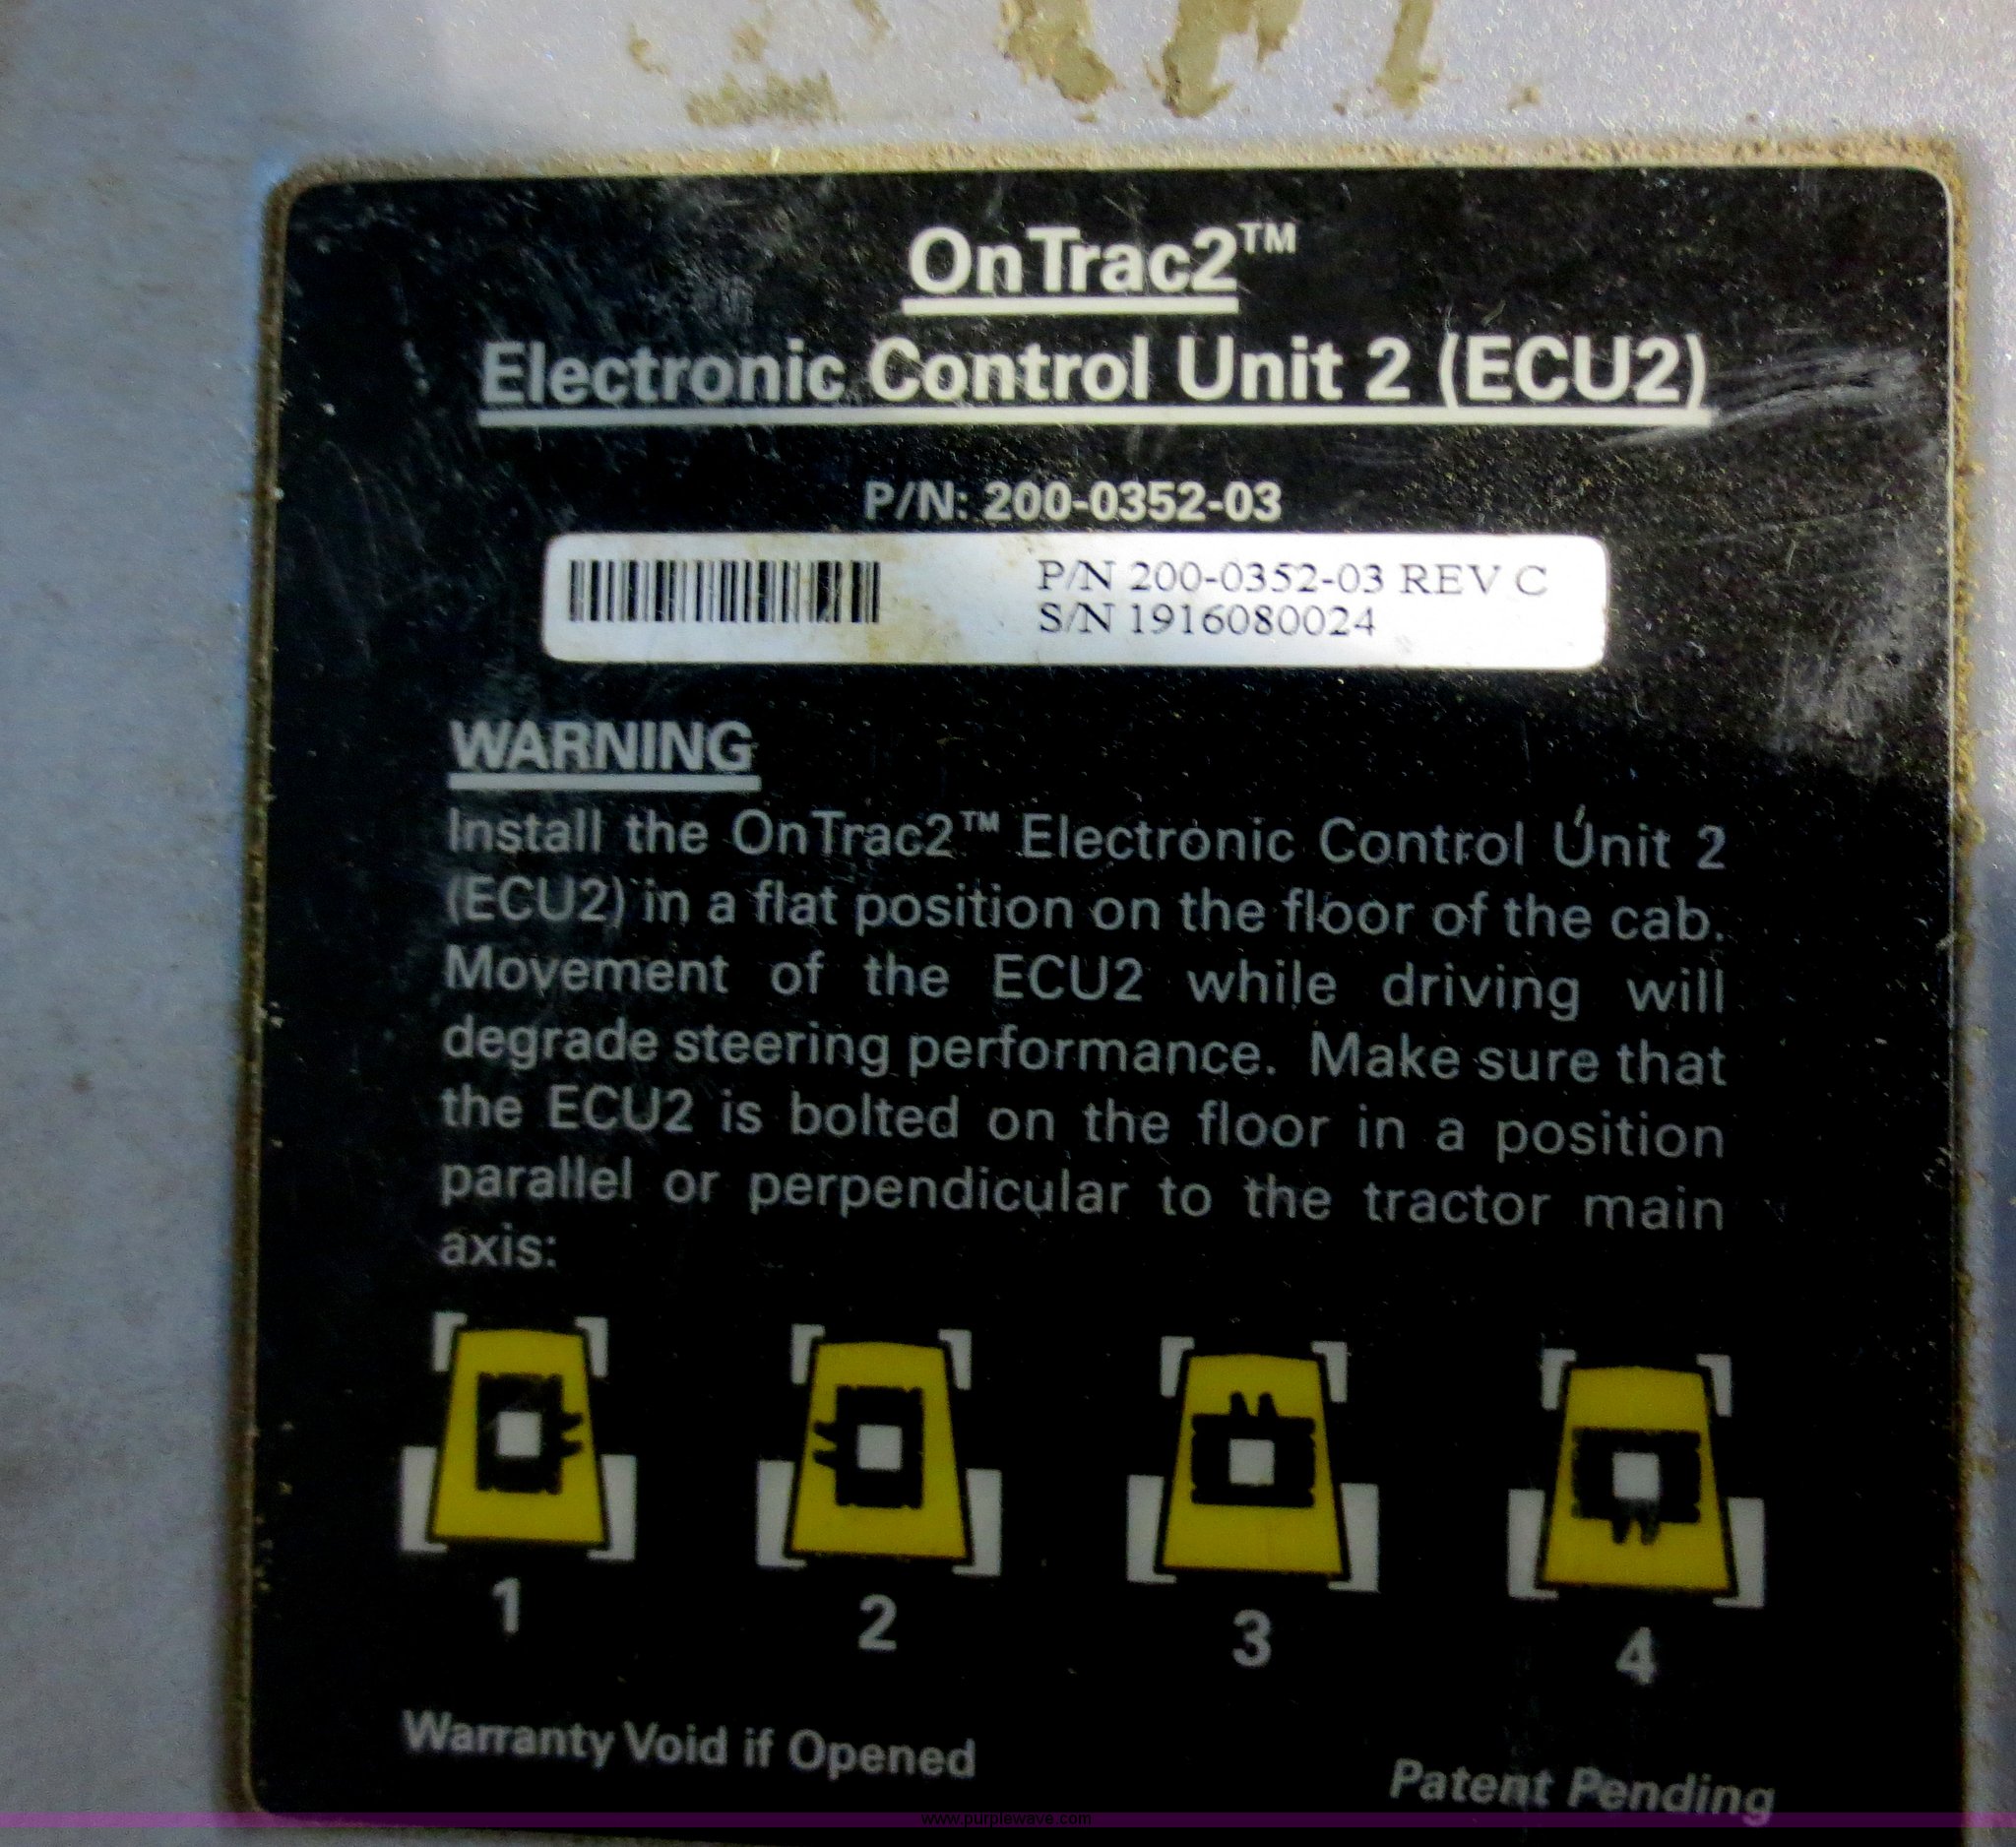 OnTrac2™
Electronic Control Unit 2 (ECU2)
P/N: 200-0352-03
P/N 200-0352-03 REV C
S/N 1916080024
WARNING
Install the OnTrac2™ Electronic Control Unit 2
(ECU2) in a flat position on the floor of the cab.
Movement of the ECU2 while driving will
degrade steering performance. Make sure that
the ECU2 is bolted on the floor in a position
parallel or perpendicular to the tractor main
axis:
1 2 3 4
Warranty Void if Opened
Patent Pending
www.purplewave.com